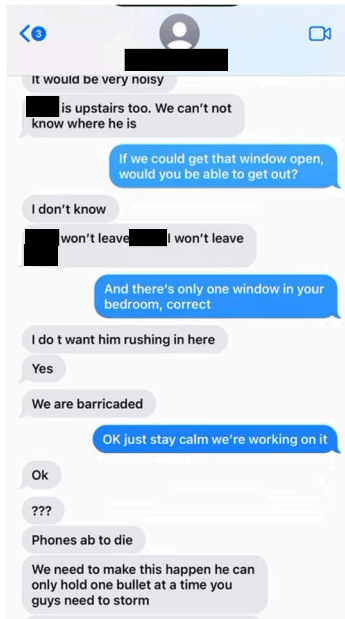 3
It would be very noisy
is upstairs too. We can't not
know where he is
If we could get that window open,
would you be able to get out?
I don't know
won't leave I won't leave
And there's only one window in your
bedroom, correct
I do t want him rushing in here
Yes
We are barricaded
OK just stay calm we're working on it
Ok
???
Phones ab to die
We need to make this happen he can
only hold one bullet at a time you
guys need to storm